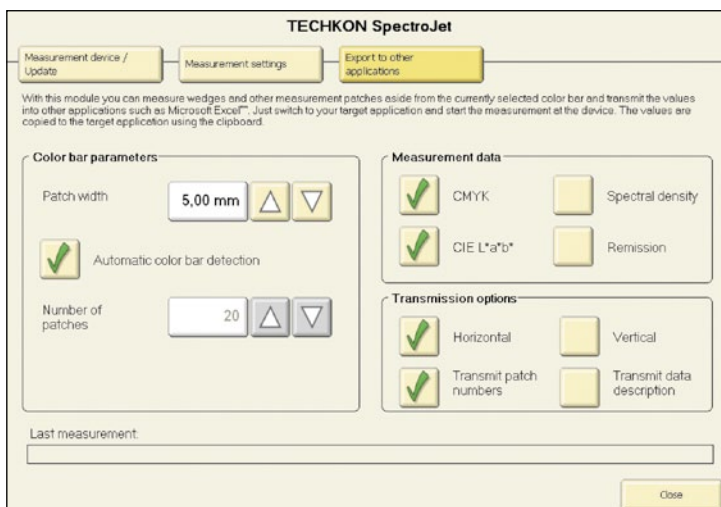 TECHKON SpectroJet
Measurement device /
Update
Measurement settings
Export to other
applications
With this module you can measure wedges and other measurement patches aside from the currently selected color bar and transmit the values
into other applications such as Microsoft Excel™. Just switch to your target application and start the measurement at the device. The values are
copied to the target application using the clipboard.
Color bar parameters
Patch width
5,00 mm
Automatic color bar detection
Number of
patches
20
Measurement data
CMYK
Spectral density
CIE L*a*b*
Remission
Transmission options
Horizontal
Vertical
Transmit patch
numbers
Transmit data
description
Last measurement:
Close